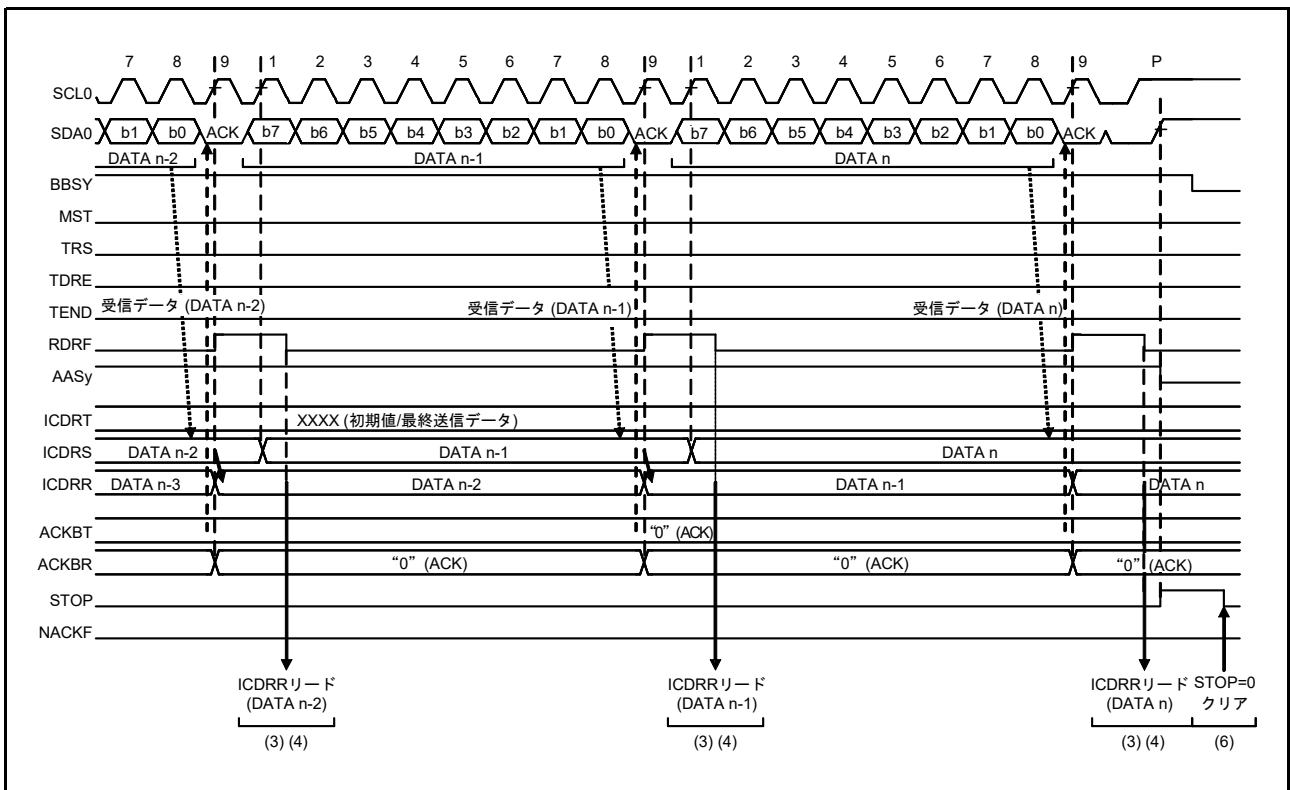 7 8 9 1 2 3 4 5 6 7 8 9 1 2 3 4 5 6 7 8 9 P
SCL0
SDA0 b1 b0 ACK b7 b6 b5 b4 b3 b2 b1 b0 ACK b7 b6 b5 b4 b3 b2 b1 b0 ACK
DATA n-2 DATA n-1 DATA n
BBSY
MST
TRS
TDRE
TEND 受信データ (DATA n-2) 受信データ (DATA n-1) 受信データ (DATA n)
RDRF
AASy
ICDRT XXXX (初期値/最終送信データ)
ICDRS DATA n-2 DATA n-1 DATA n
ICDRR DATA n-3 DATA n-2 DATA n-1 DATA n
ACKBT “0” (ACK)
ACKBR “0” (ACK) “0” (ACK) “0” (ACK)
STOP
NACKF
ICDRRリード ICDRRリード ICDRRリード STOP=0
(DATA n-2) (DATA n-1) (DATA n) クリア
(3) (4) (3) (4) (3) (4) (6)